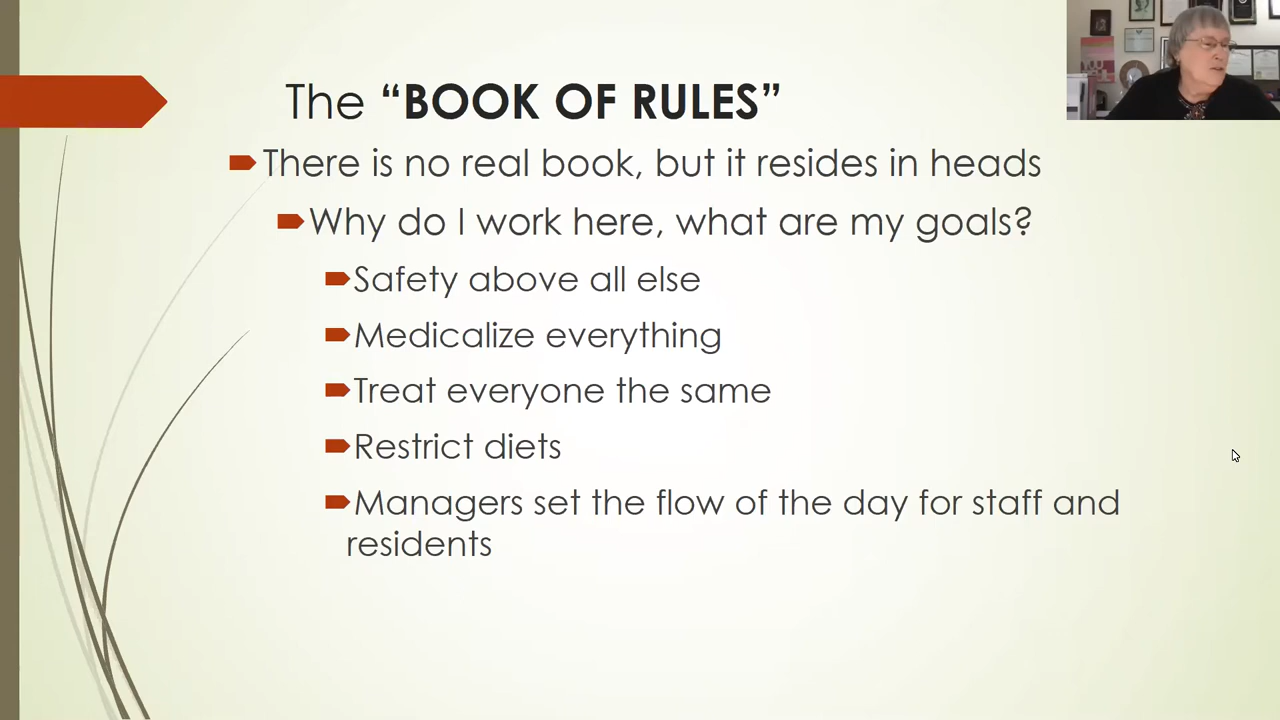 The “BOOK OF RULES”
There is no real book, but it resides in heads
Why do I work here, what are my goals?
Safety above all else
Medicalize everything
Treat everyone the same
Restrict diets
Managers set the flow of the day for staff and
residents